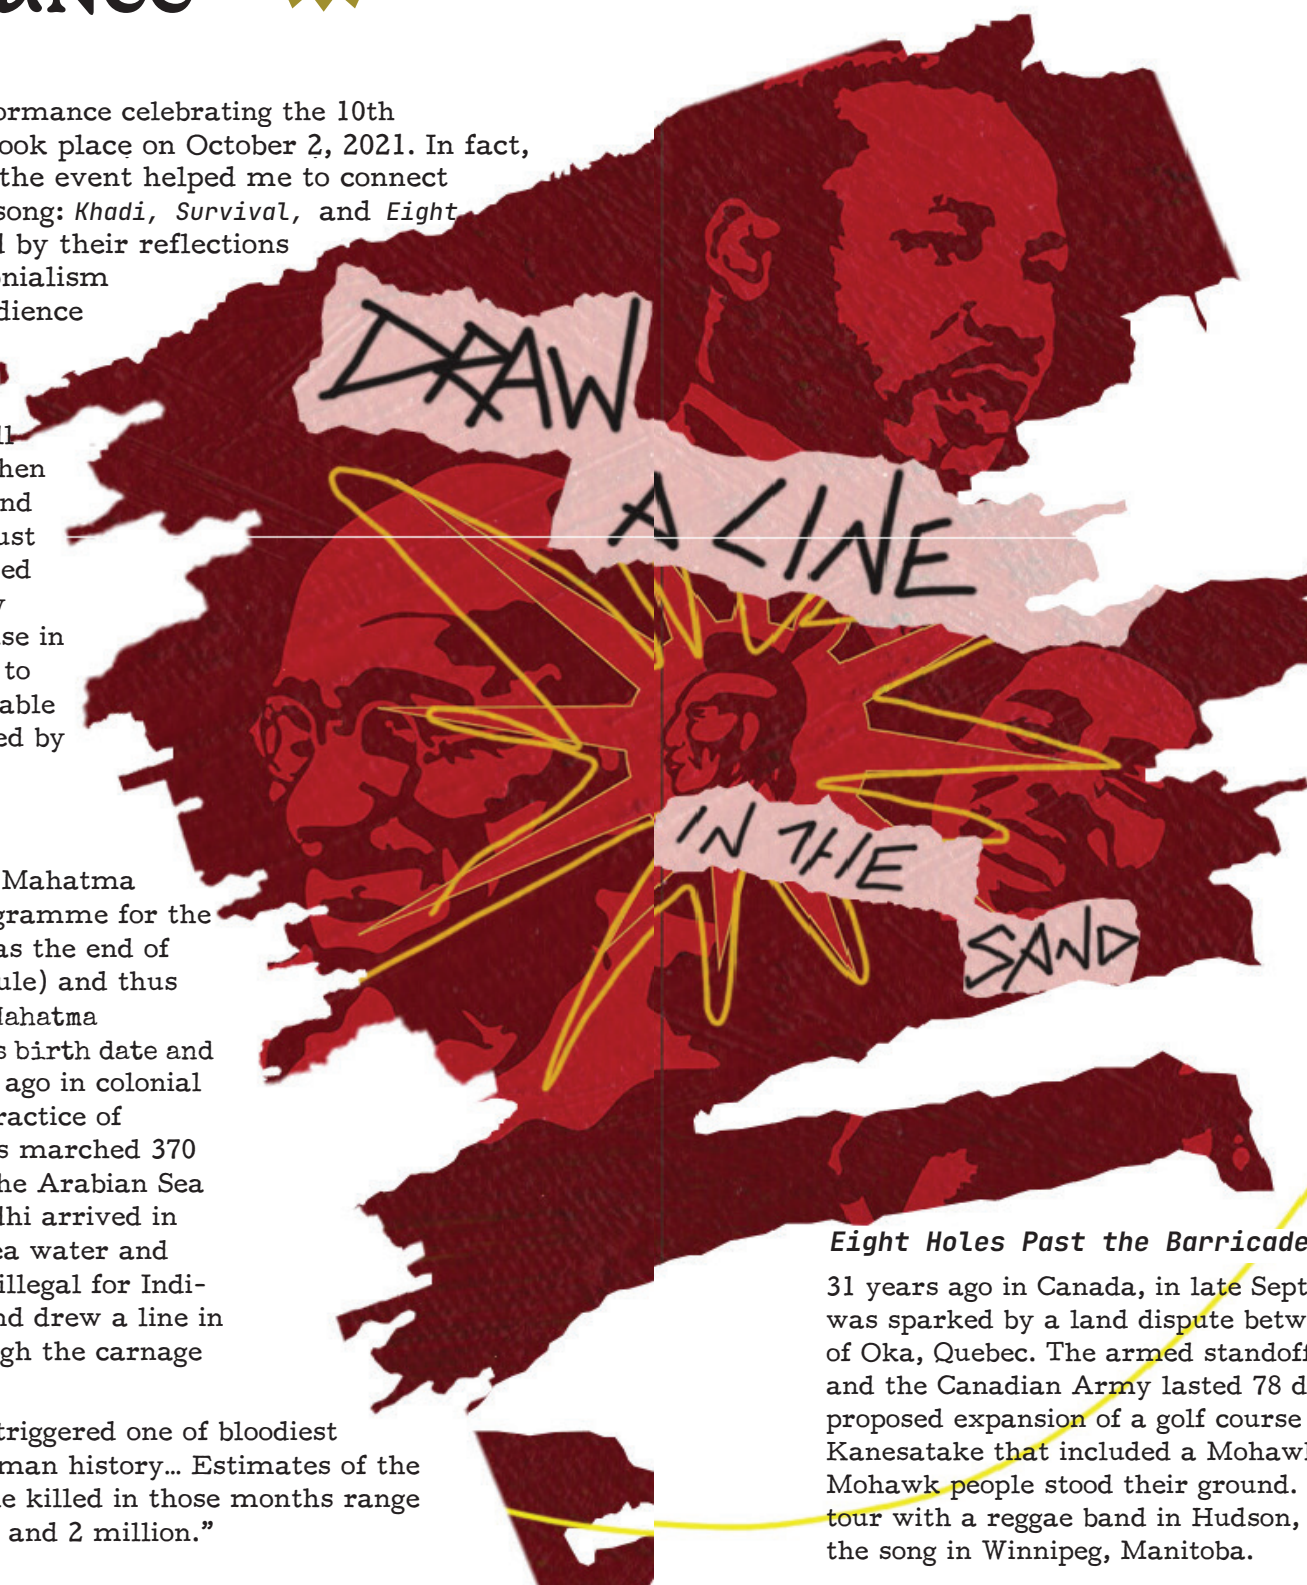 ance
ormance celebrating the 10th
ook place on October 2, 2021. In fact,
the event helped me to connect
song: Khadi, Survival, and Eight
d by their reflections
nialism
dience
ll
hen
nd
ust
ed
y
se in
to
able
ed by
Mahatma
gramme for the
as the end of
ule) and thus
Mahatma
s birth date and
ago in colonial
ractice of
s marched 370
he Arabian Sea
dhi arrived in
ea water and
illegal for Indi-
nd drew a line in
gh the carnage
triggered one of bloodiest
man history… Estimates of the
e killed in those months range
and 2 million.”
DRAW
A LINE
IN THE
SAND
Eight Holes Past the Barricade
31 years ago in Canada, in late Sept
was sparked by a land dispute betw
of Oka, Quebec. The armed standoff
and the Canadian Army lasted 78 d
proposed expansion of a golf course
Kanesatake that included a Mohawk
Mohawk people stood their ground.
tour with a reggae band in Hudson,
the song in Winnipeg, Manitoba.